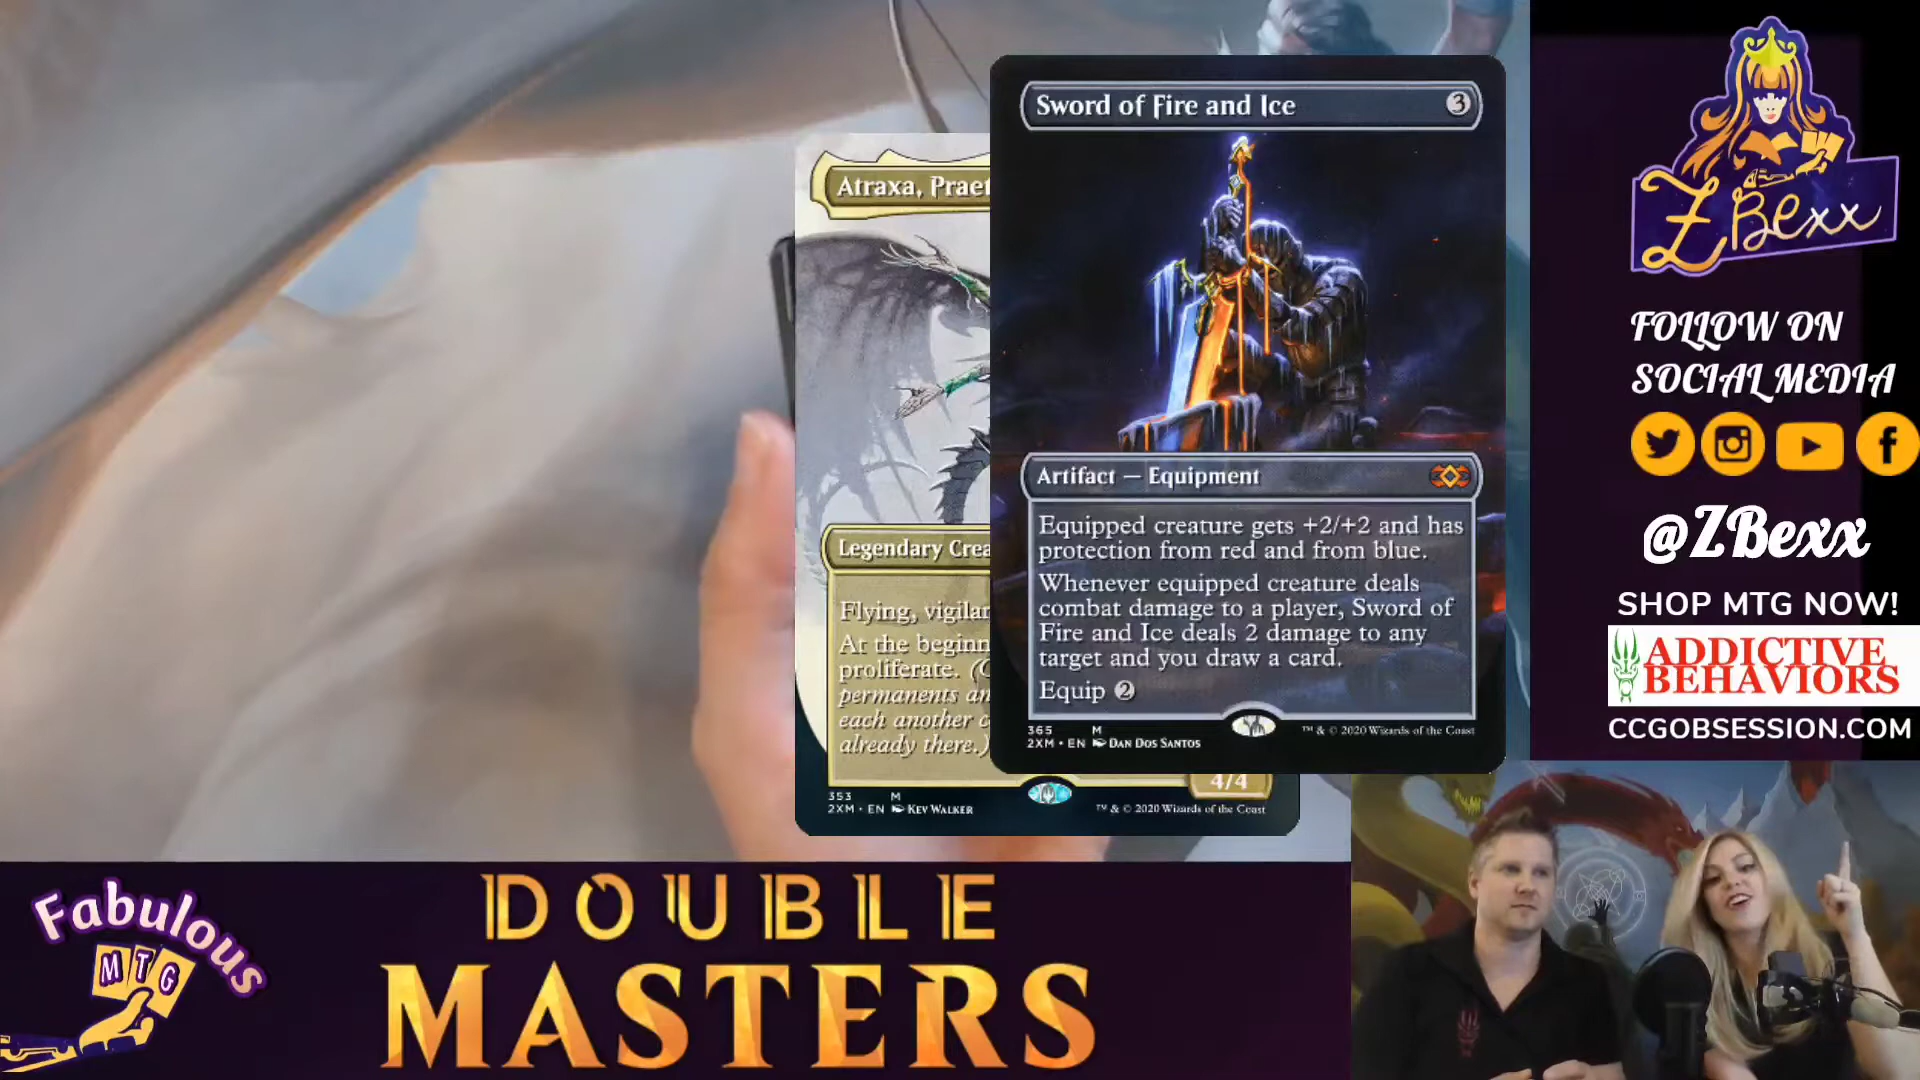 Atraxa, Praet
Legendary Crea
Flying, vigilan
At the beginn
proliferate. (C
permanents an
each another c
already there.)
4/4
353 M
2XM • EN KEV WALKER
™ & © 2020 Wizards of the Coast
Sword of Fire and Ice 3
Artifact — Equipment
Equipped creature gets +2/+2 and has
protection from red and from blue.
Whenever equipped creature deals
combat damage to a player, Sword of
Fire and Ice deals 2 damage to any
target and you draw a card.
Equip 2
365 M
2XM • EN DAN DOS SANTOS
™ & © 2020 Wizards of the Coast
ZBexx
FOLLOW ON
SOCIAL MEDIA
@ZBexx
SHOP MTG NOW!
ADDICTIVE
BEHAVIORS
CCGOBSESSION.COM
Fabulous
MTG
DOUBLE
MASTERS